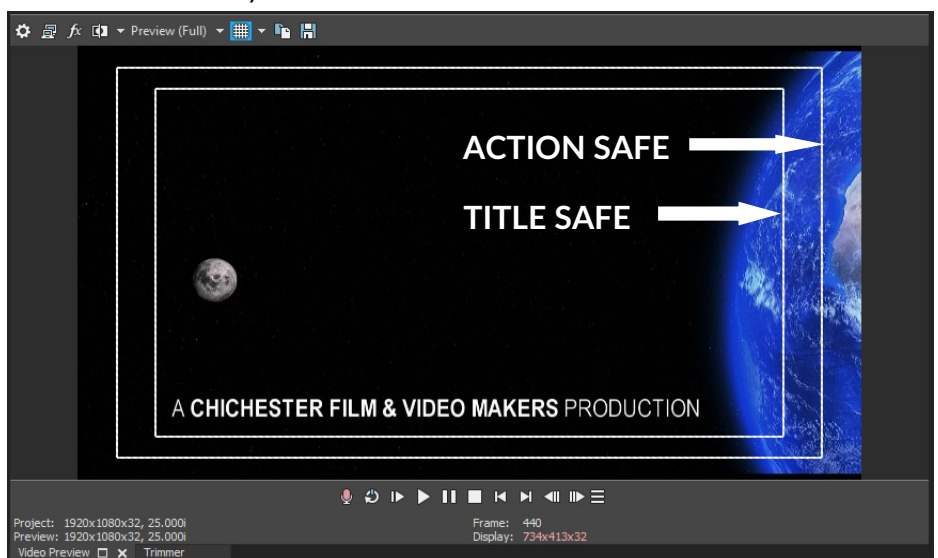 fx Preview (Full)
ACTION SAFE
TITLE SAFE
A CHICHESTER FILM & VIDEO MAKERS PRODUCTION
Project: 1920x1080x32, 25.000i
Frame: 440
Preview: 1920x1080x32, 25.000i
Display: 734x413x32
Video Preview Trimmer